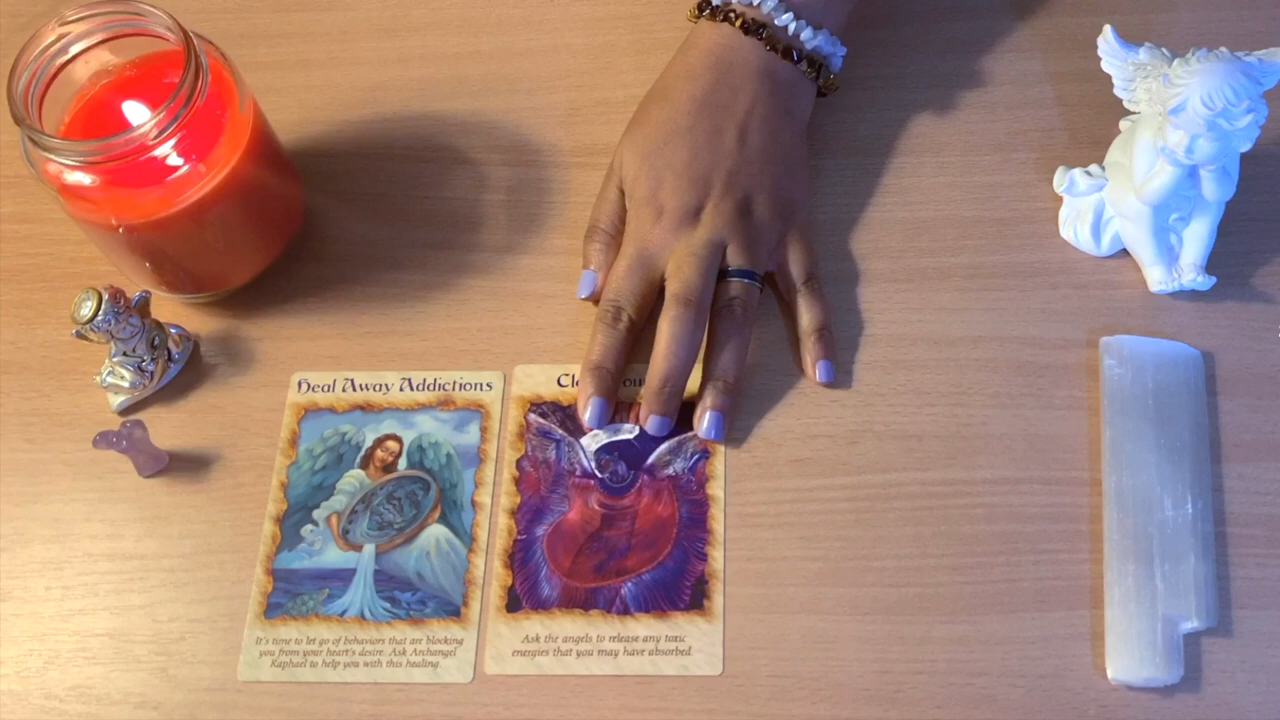 Heal Away Addictions
It's time to let go of behaviors that are blocking
you from your heart's desire. Ask Archangel
Raphael to help you with this healing.
Ask the angels to release any toxic
energies that you may have absorbed.